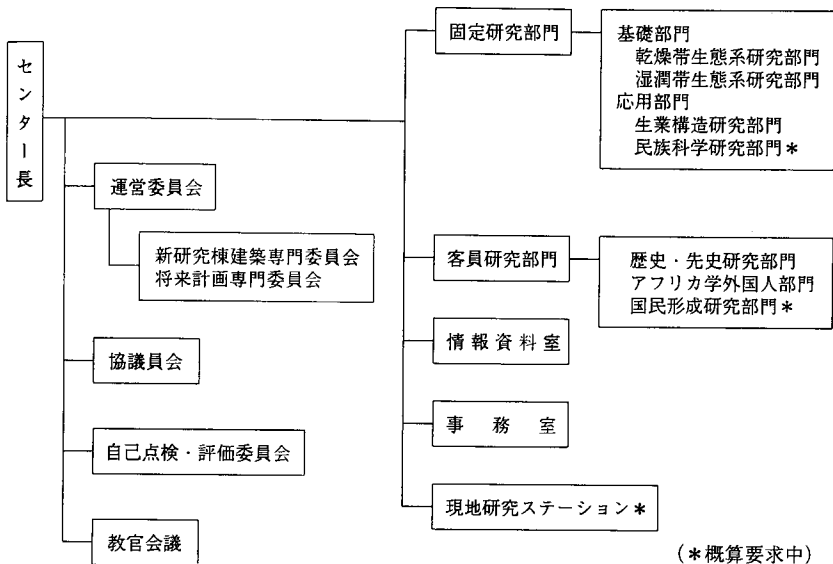 センター長
運営委員会
新研究棟建築専門委員会
将来計画専門委員会
協議員会
自己点検・評価委員会
教官会議
固定研究部門
基礎部門
乾燥帯生態系研究部門
湿潤帯生態系研究部門
応用部門
生業構造研究部門
民族科学研究部門*
客員研究部門
歴史・先史研究部門
アフリカ学外国人部門
国民形成研究部門*
情報資料室
事務室
現地研究ステーション*
(*概算要求中)